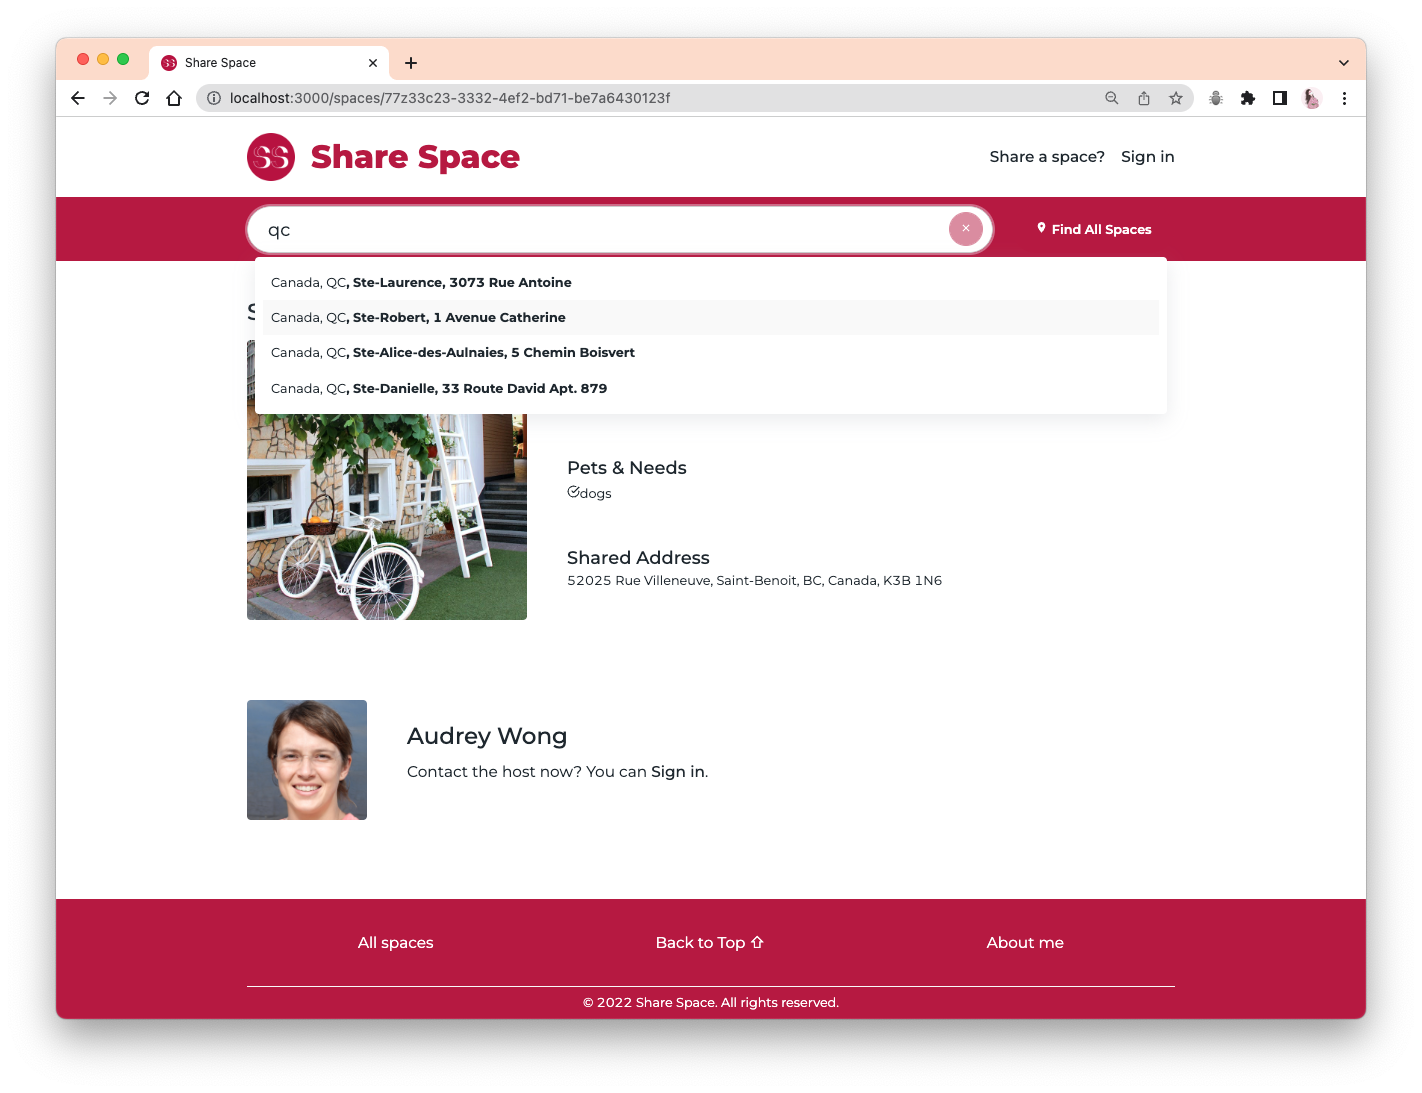 Share Space
localhost:3000/spaces/77z33c23-3332-4ef2-bd71-be7a6430123f
SS Share Space
Share a space? Sign in
qc
Find All Spaces
Canada, QC, Ste-Laurence, 3073 Rue Antoine
Canada, QC, Ste-Robert, 1 Avenue Catherine
Canada, QC, Ste-Alice-des-Aulnaies, 5 Chemin Boisvert
Canada, QC, Ste-Danielle, 33 Route David Apt. 879
Pets & Needs
dogs
Shared Address
52025 Rue Villeneuve, Saint-Benoit, BC, Canada, K3B 1N6
Audrey Wong
Contact the host now? You can Sign in.
All spaces
Back to Top
About me
© 2022 Share Space. All rights reserved.